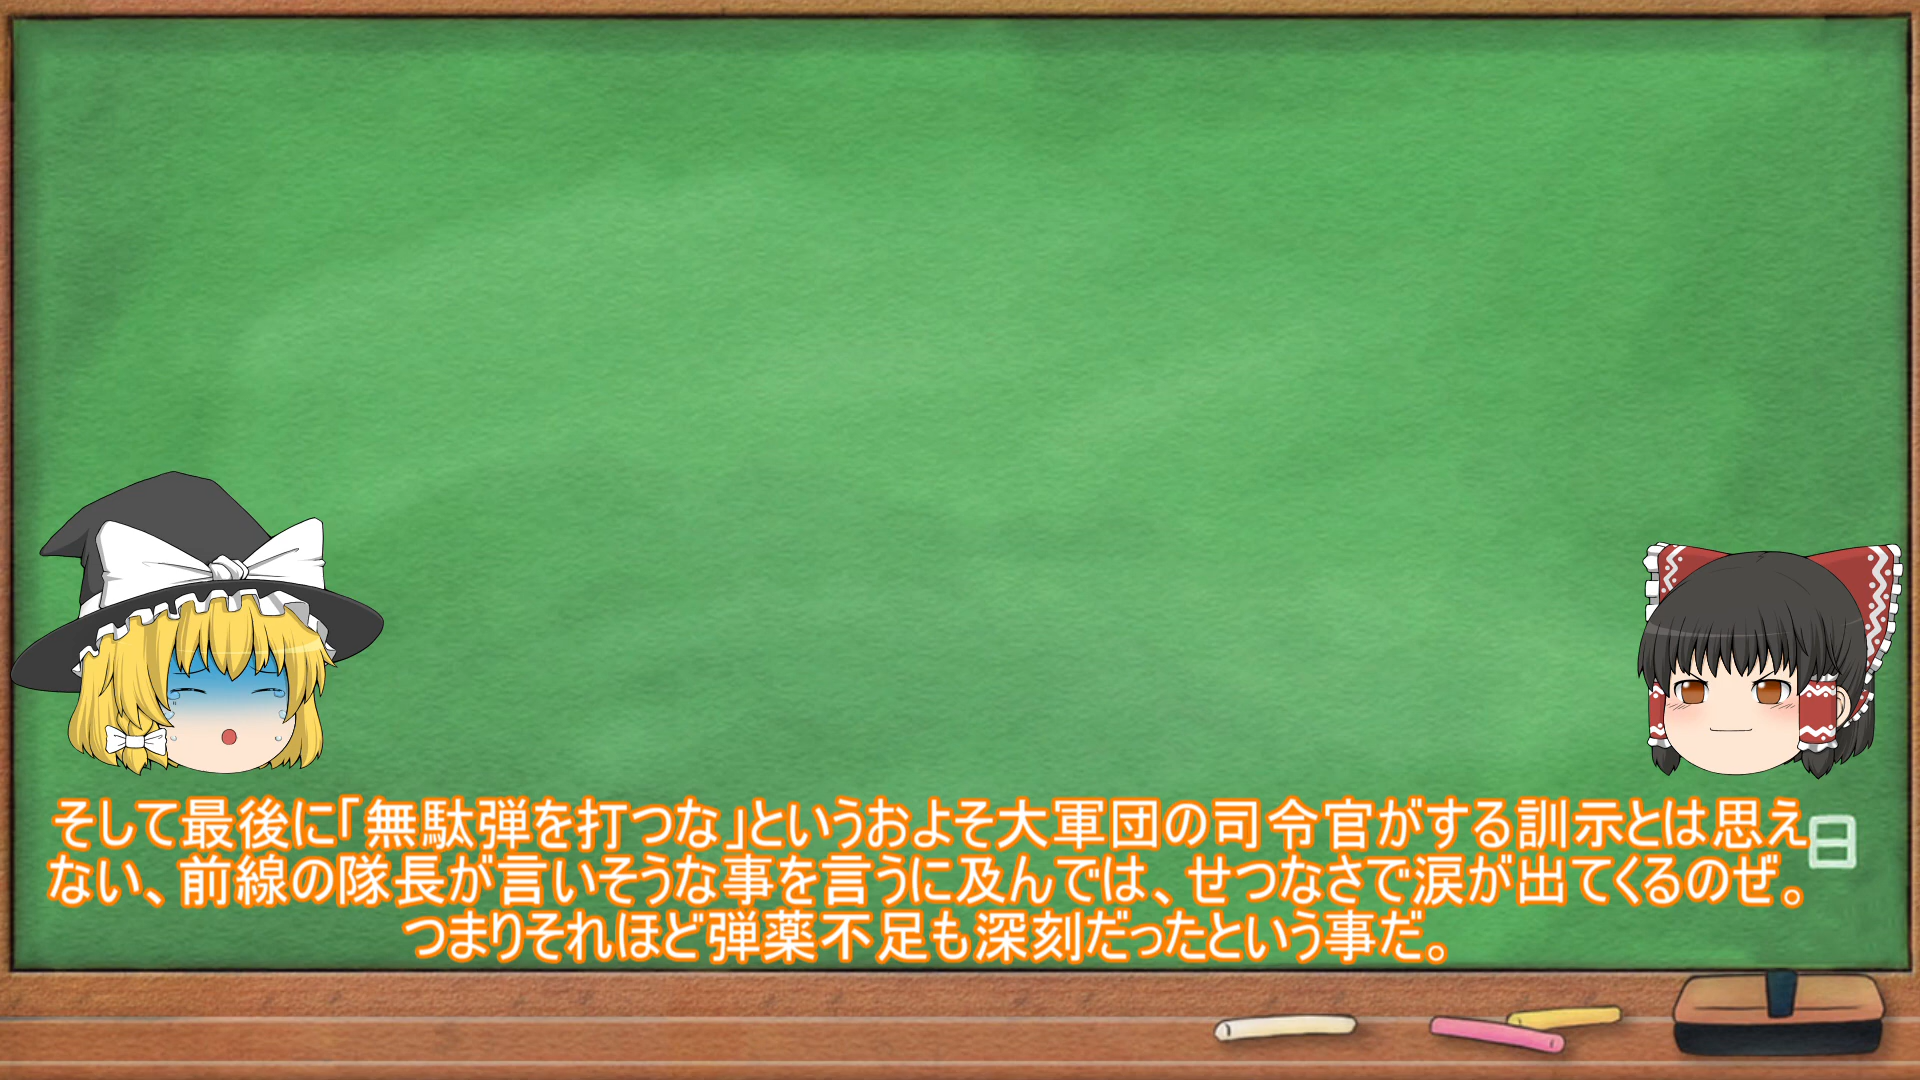 そして最後に「無駄弾を打つな」というおよそ大軍団の司令官がする訓示とは思え
ない、前線の隊長が言いそうな事を言うに及んでは、せつなさで涙が出てくるのぜ。
つまりそれほど弾薬不足も深刻だったという事だ。
日